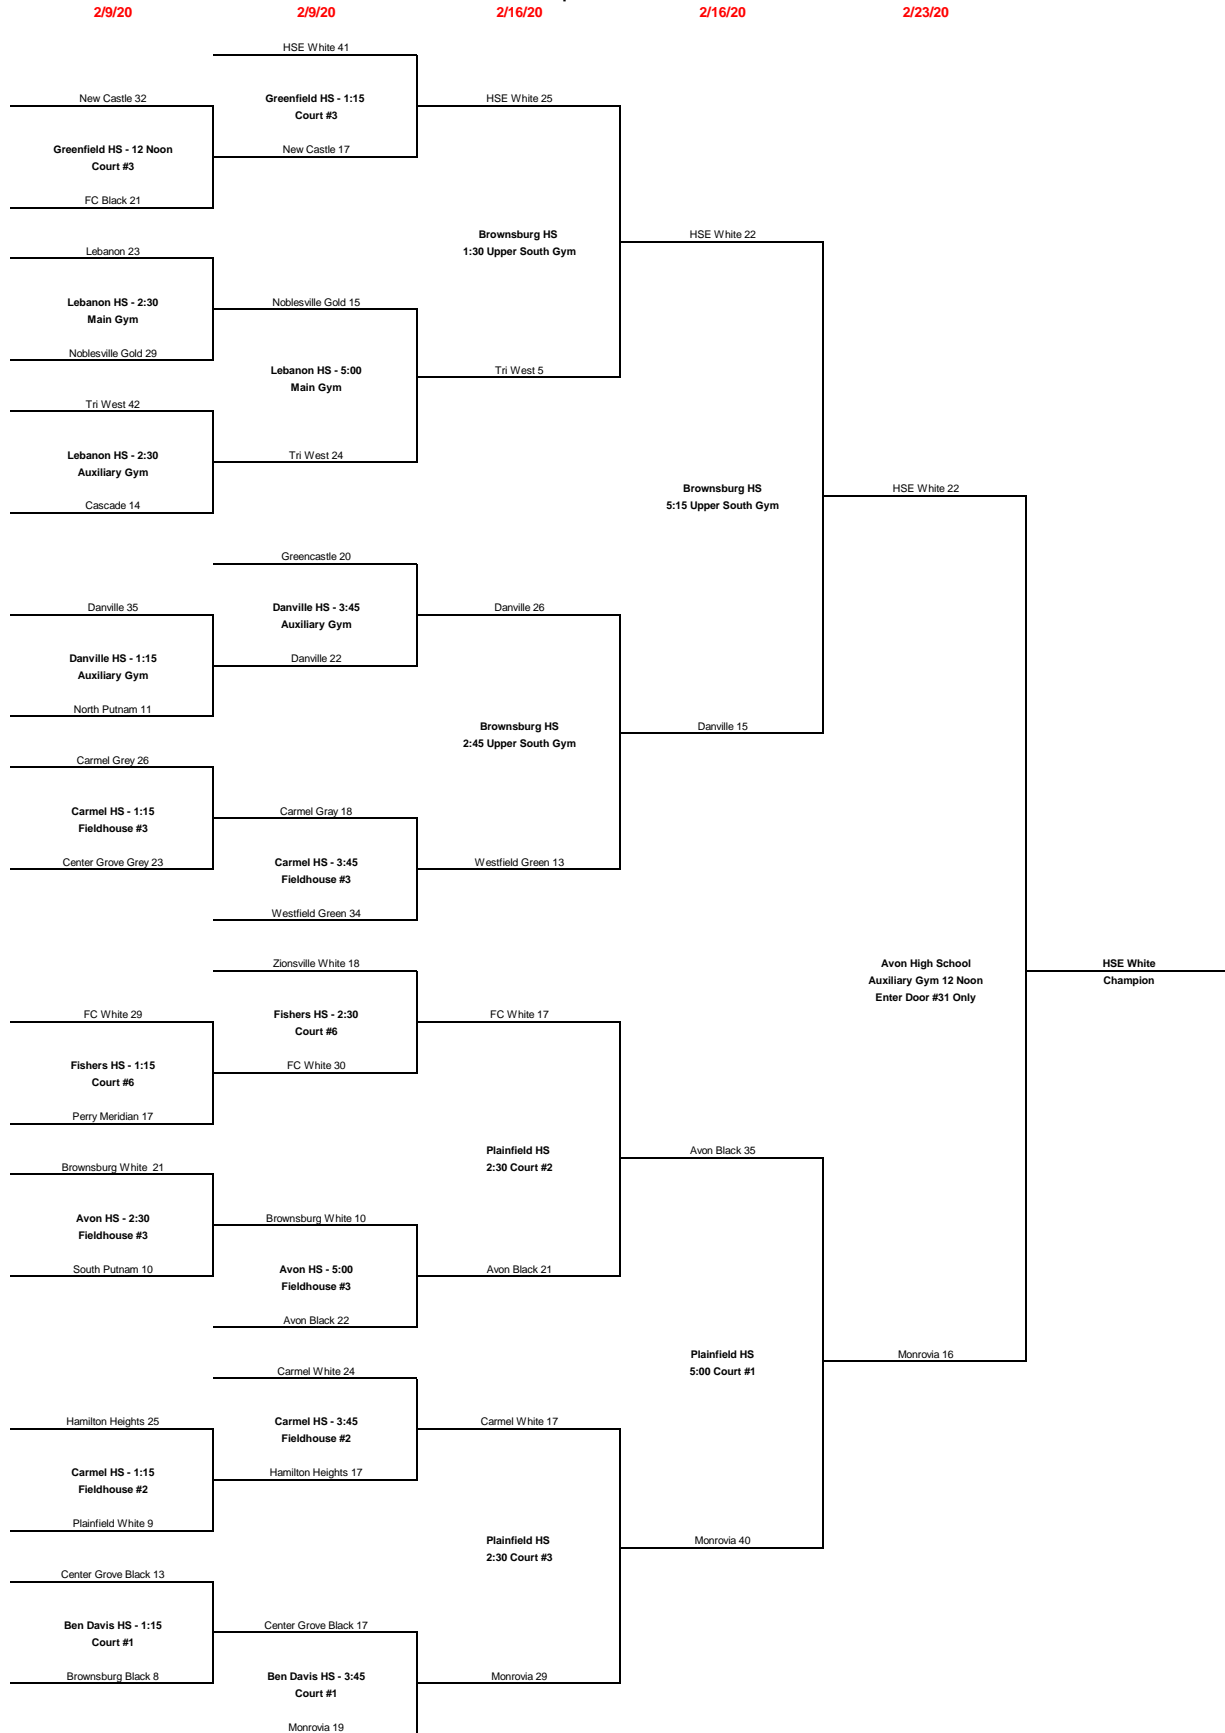 2/9/20 2/9/20 2/16/20 2/16/20 2/23/20
HSE White 41
New Castle 32
Greenfield HS - 1:15
Court #3
HSE White 25
Greenfield HS - 12 Noon
Court #3
New Castle 17
FC Black 21
Brownsburg HS
1:30 Upper South Gym
HSE White 22
Lebanon 23
Lebanon HS - 2:30
Main Gym
Noblesville Gold 15
Noblesville Gold 29
Lebanon HS - 5:00
Main Gym
Tri West 5
Tri West 42
Lebanon HS - 2:30
Auxiliary Gym
Tri West 24
Cascade 14
Brownsburg HS
5:15 Upper South Gym
HSE White 22
Greencastle 20
Danville 35
Danville HS - 3:45
Auxiliary Gym
Danville 26
Danville HS - 1:15
Auxiliary Gym
Danville 22
North Putnam 11
Brownsburg HS
2:45 Upper South Gym
Danville 15
Carmel Grey 26
Carmel HS - 1:15
Fieldhouse #3
Carmel Gray 18
Center Grove Grey 23
Carmel HS - 3:45
Fieldhouse #3
Westfield Green 13
Westfield Green 34
Zionsville White 18
Avon High School
Auxiliary Gym 12 Noon
Enter Door #31 Only
HSE White
Champion
FC White 29
Fishers HS - 2:30
Court #6
FC White 17
Fishers HS - 1:15
Court #6
FC White 30
Perry Meridian 17
Plainfield HS
2:30 Court #2
Avon Black 35
Brownsburg White 21
Avon HS - 2:30
Fieldhouse #3
Brownsburg White 10
South Putnam 10
Avon HS - 5:00
Fieldhouse #3
Avon Black 21
Avon Black 22
Plainfield HS
5:00 Court #1
Monrovia 16
Carmel White 24
Hamilton Heights 25
Carmel HS - 3:45
Fieldhouse #2
Carmel White 17
Carmel HS - 1:15
Fieldhouse #2
Hamilton Heights 17
Plainfield White 9
Plainfield HS
2:30 Court #3
Monrovia 40
Center Grove Black 13
Ben Davis HS - 1:15
Court #1
Center Grove Black 17
Brownsburg Black 8
Ben Davis HS - 3:45
Court #1
Monrovia 29
Monrovia 19